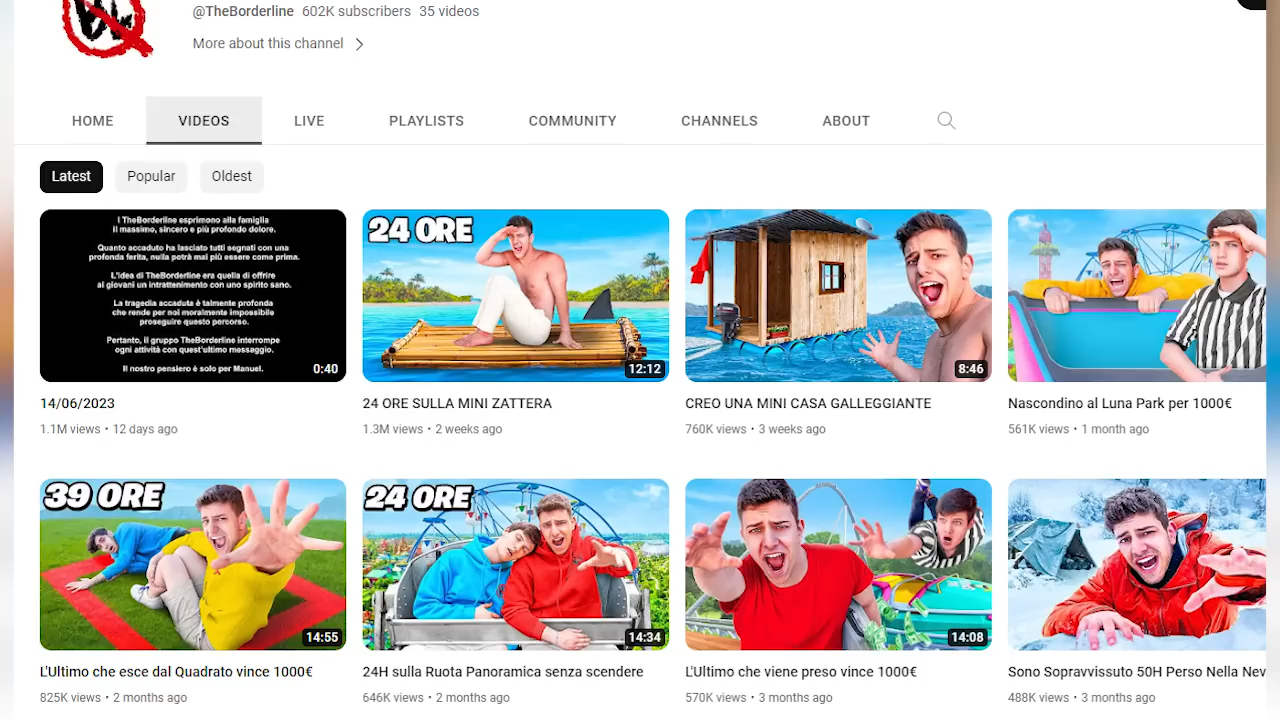 @TheBorderline 602K subscribers 35 videos
More about this channel
HOME VIDEOS LIVE PLAYLISTS COMMUNITY CHANNELS ABOUT
Latest Popular Oldest
I TheBorderline esprimono alla famiglia
il massimo, sincero e più profondo dolore.
Quanto accaduto ha lasciato tutti segnati con una
profonda ferita, nulla potrà mai più essere come prima.
L'idea di TheBorderline era quella di offrire
ai giovani un intrattenimento con uno spirito sano.
La tragedia accaduta è talmente profonda
che rende per noi moralmente impossibile
proseguire questo percorso.
Pertanto, il gruppo TheBorderline interrompe
ogni attività con quest'ultimo messaggio.
Il nostro pensiero è solo per Manuel.
0:40
14/06/2023
1.1M views • 12 days ago
24 ORE
12:12
24 ORE SULLA MINI ZATTERA
1.3M views • 2 weeks ago
8:46
CREO UNA MINI CASA GALLEGGIANTE
760K views • 3 weeks ago
Nascondino al Luna Park per 1000€
561K views • 1 month ago
39 ORE
14:55
L'Ultimo che esce dal Quadrato vince 1000€
825K views • 2 months ago
24 ORE
14:34
24H sulla Ruota Panoramica senza scendere
646K views • 2 months ago
14:08
L'Ultimo che viene preso vince 1000€
570K views • 3 months ago
Sono Sopravvissuto 50H Perso Nella Nev
488K views • 3 months ago